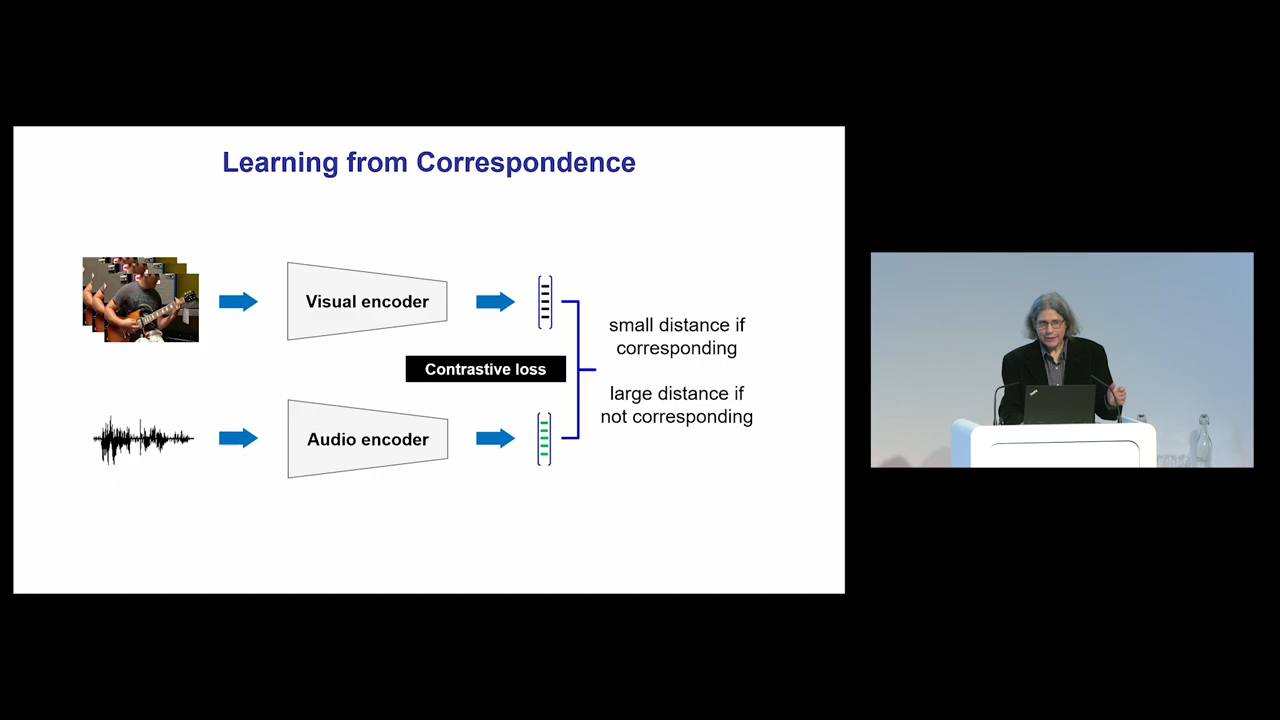 Learning from Correspondence
Visual encoder
small distance if
corresponding
Contrastive loss
large distance if
not corresponding
Audio encoder